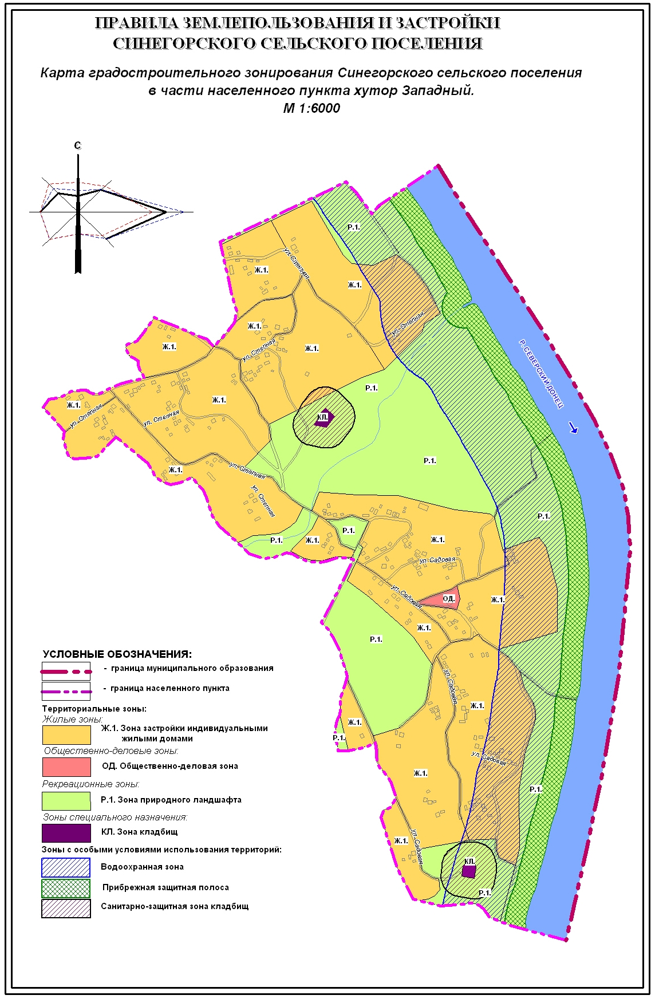 ПРАВИЛА ЗЕМЛЕПОЛЬЗОВАНИЯ И ЗАСТРОЙКИ
СИНЕГОРСКОГО СЕЛЬСКОГО ПОСЕЛЕНИЯ
Карта градостроительного зонирования Синегорского сельского поселения
в части населенного пункта хутор Западный.
М 1:6000
С
Р.1.
ул. Степная
Ж.1.
Ж.1.
ул. Степная
Ж.1.
Ж.1.
ул. Степная
Ж.1.
Р. СЕВЕРСКИЙ ДОНЕЦ
Р.1.
Ж.1.
Ж.1.
ул. Степная
ул. Степная
КЛ.
Р.1.
Ж.1.
ул. Степная
ул. Степная
Р.1.
Р.1.
Р.1.
Ж.1.
Ж.1.
ул. Садовая
ул. Садовая
ОД.
Ж.1.
Ж.1.
Р.1.
ул. Садовая
Ж.1.
Ж.1.
Р.1.
ул. Садовая
Ж.1.
Р.1.
Ж.1.
ул. Садовая
КЛ.
Р.1.
УСЛОВНЫЕ ОБОЗНАЧЕНИЯ:
- граница муниципального образования
- граница населенного пункта
Территориальные зоны:
Жилые зоны:
Ж.1. Зона застройки индивидуальными
жилыми домами
Общественно-деловые зоны:
ОД. Общественно-деловая зона
Рекреационные зоны:
Р.1. Зона природного ландшафта
Зоны специального назначения:
КЛ. Зона кладбищ
Зоны с особыми условиями использования территорий:
Водоохранная зона
Прибрежная защитная полоса
Санитарно-защитная зона кладбищ